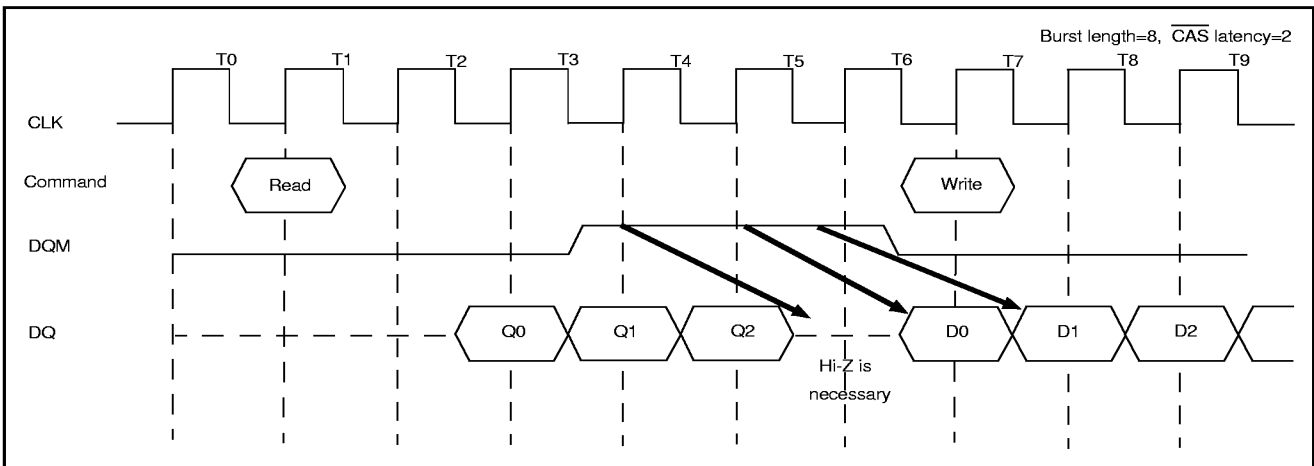 Burst length=8, CAS latency=2
T0 T1 T2 T3 T4 T5 T6 T7 T8 T9
CLK
Command Read Write
DQM
DQ Q0 Q1 Q2 D0 D1 D2
Hi-Z is
necessary